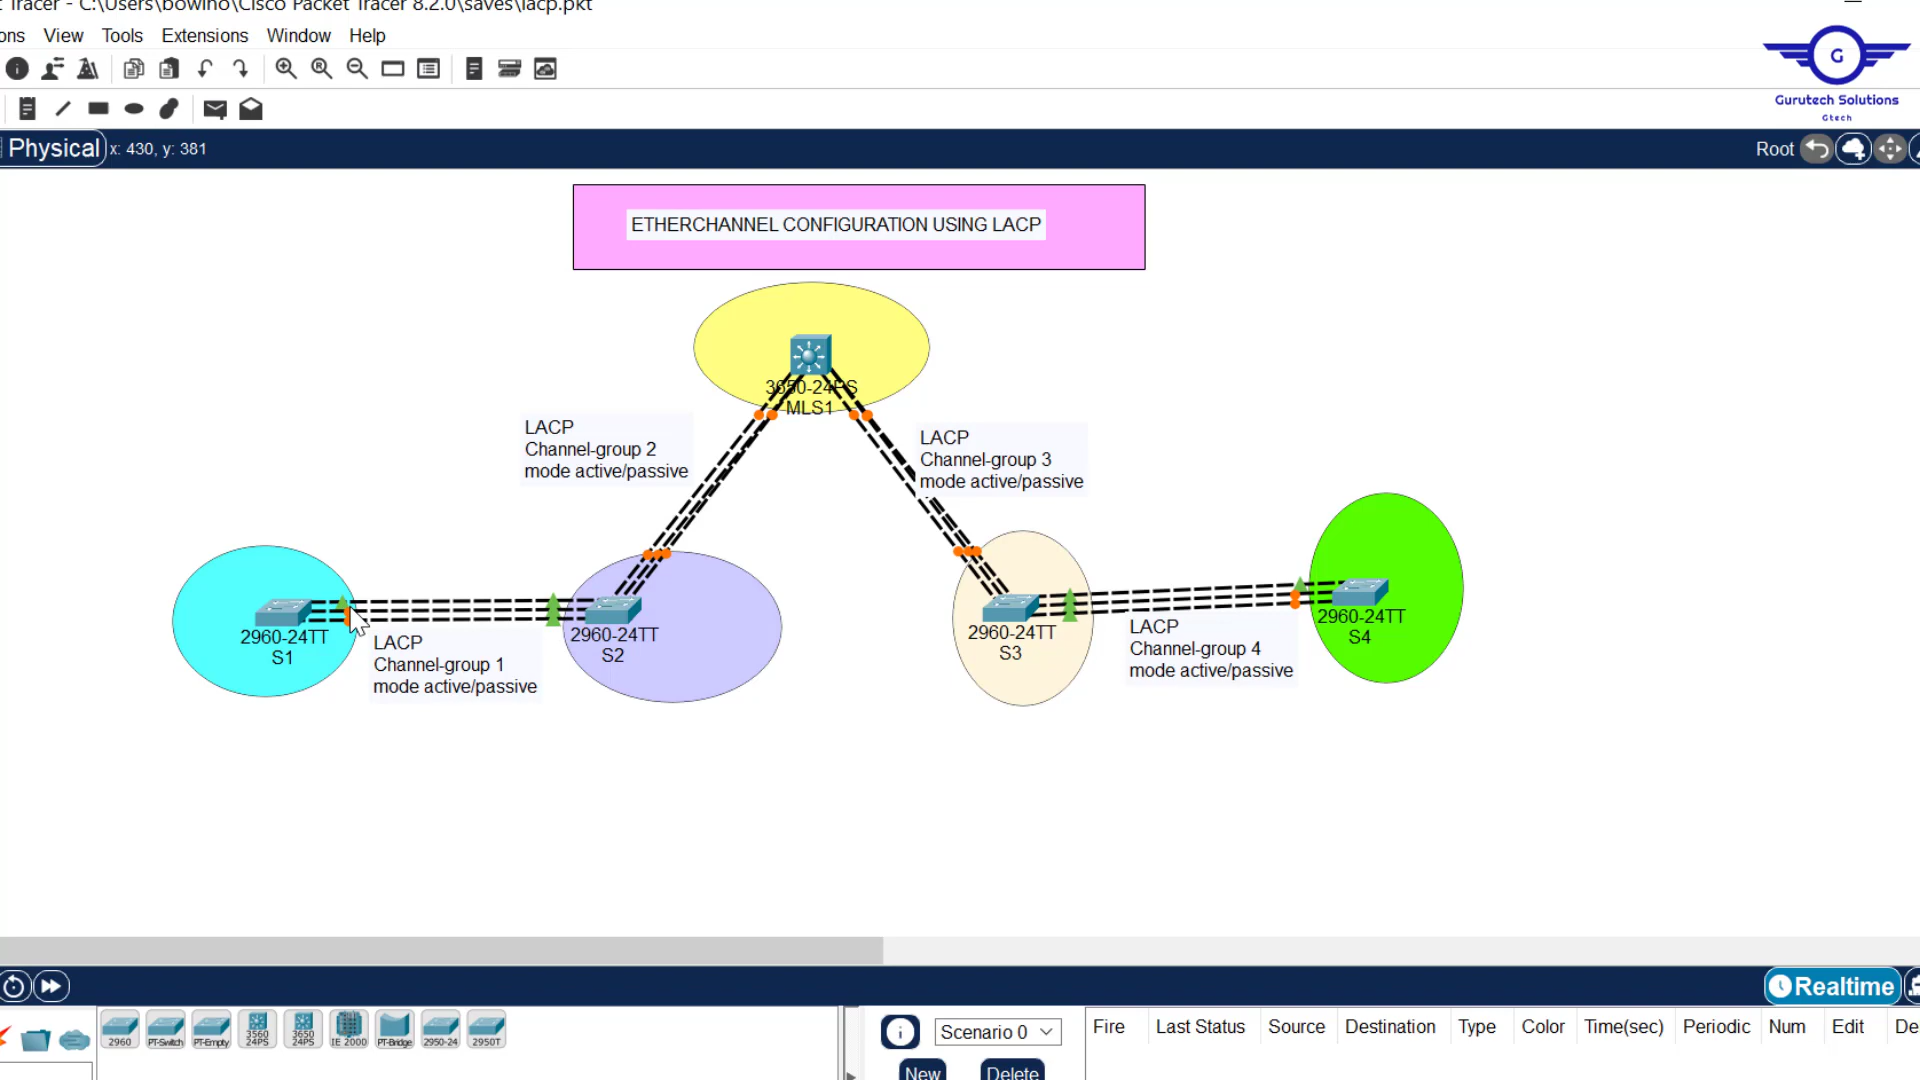 Tracer - C:\Users\bowino\Cisco Packet Tracer 8.2.0\saves\lacp.pkt
ons View Tools Extensions Window Help
G
Gurutech Solutions
Gtech
Physical x: 430, y: 381
Root
ETHERCHANNEL CONFIGURATION USING LACP
3650-24PS
MLS1
LACP
Channel-group 2
mode active/passive
LACP
Channel-group 3
mode active/passive
2960-24TT
S1
LACP
Channel-group 1
mode active/passive
2960-24TT
S2
2960-24TT
S3
LACP
Channel-group 4
mode active/passive
2960-24TT
S4
Realtime
2960
PT-Switch
PT-Empty
3560
24PS
3650
24PS
IE 2000
PT-Bridge
2950-24
2950T
Scenario 0
New Delete
Fire Last Status Source Destination Type Color Time(sec) Periodic Num Edit De